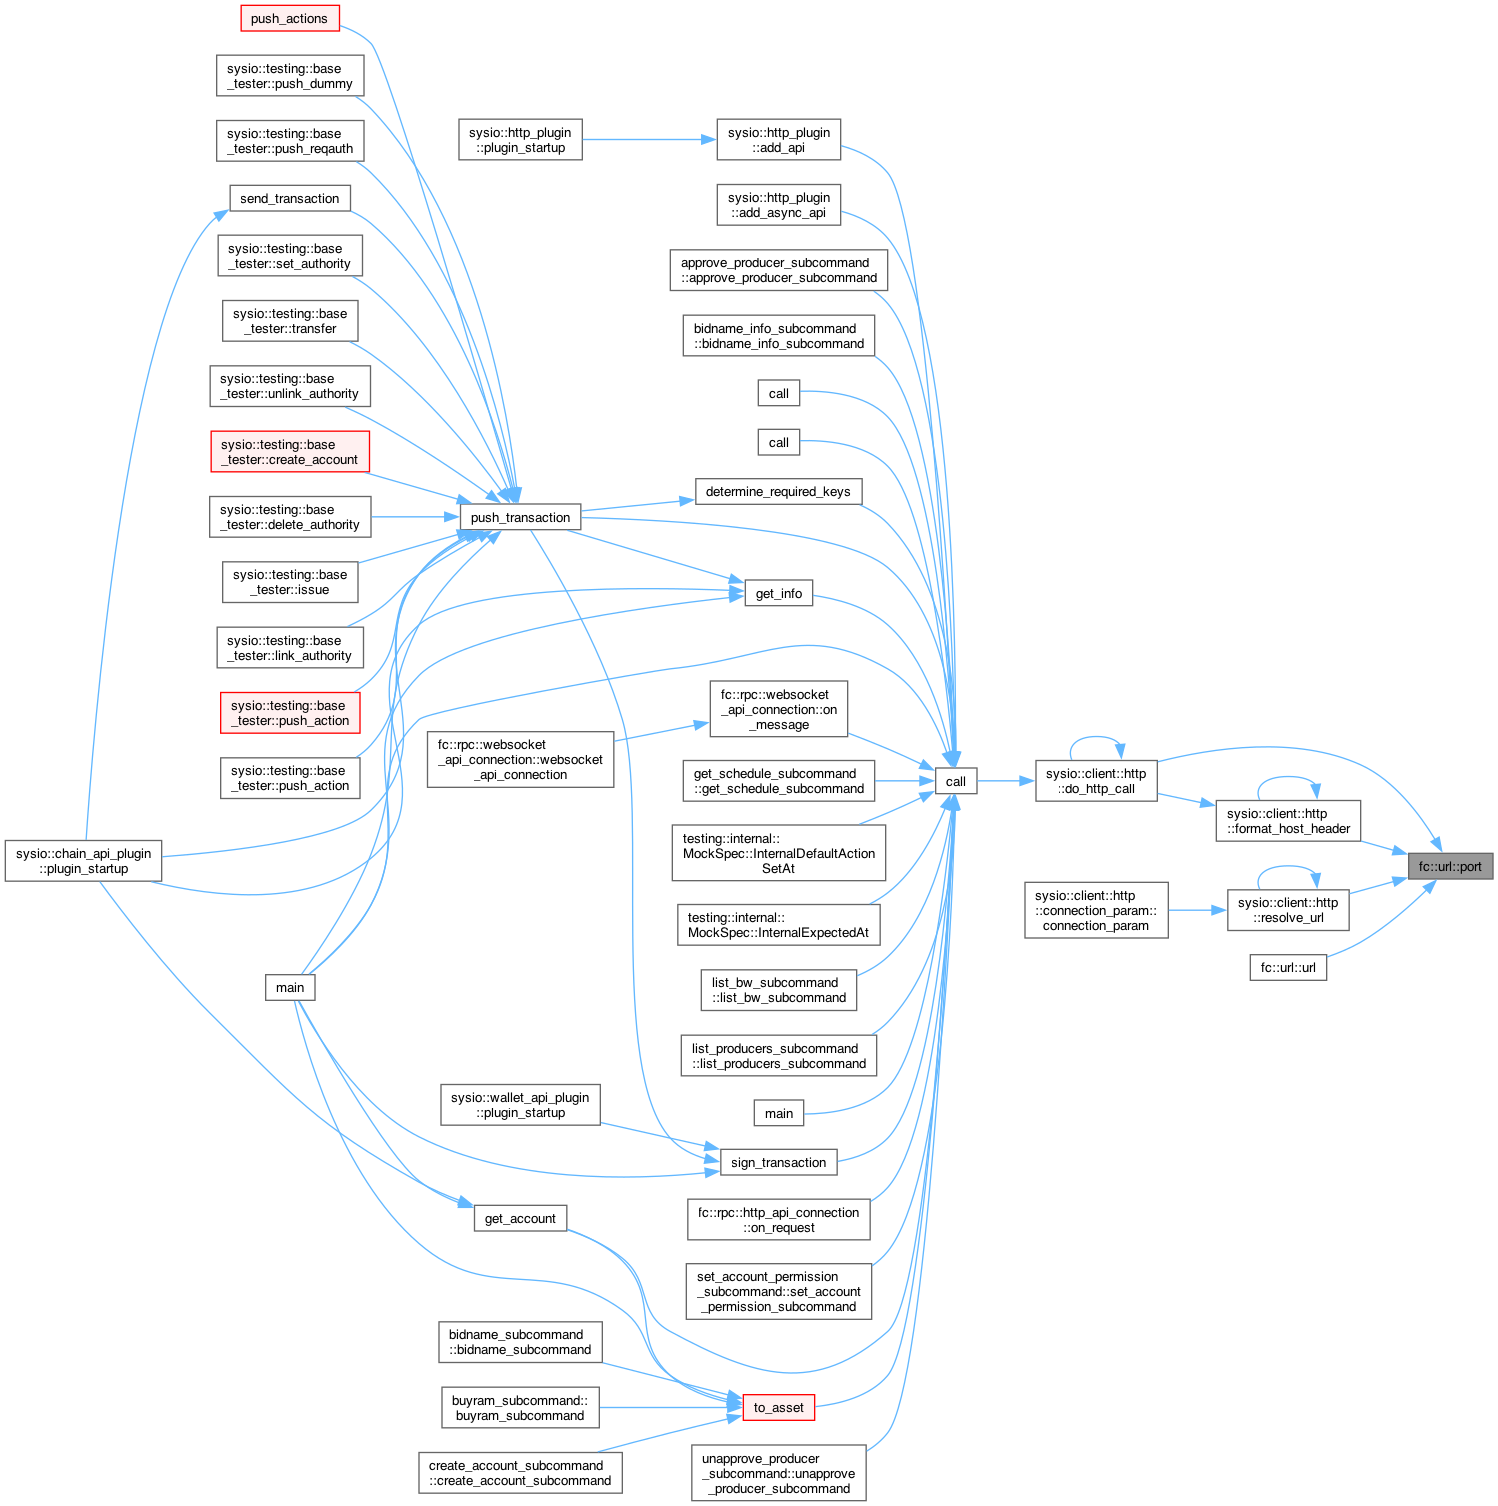 push_actions
sysio::testing::base
_tester::push_dummy
sysio::testing::base
_tester::push_reqauth
send_transaction
sysio::testing::base
_tester::set_authority
sysio::testing::base
_tester::transfer
sysio::testing::base
_tester::unlink_authority
sysio::testing::base
_tester::create_account
sysio::testing::base
_tester::delete_authority
sysio::testing::base
_tester::issue
sysio::testing::base
_tester::link_authority
sysio::testing::base
_tester::push_action
sysio::testing::base
_tester::push_action
sysio::chain_api_plugin
::plugin_startup
main
sysio::http_plugin
::plugin_startup
push_transaction
fc::rpc::websocket
_api_connection::websocket
_api_connection
sysio::wallet_api_plugin
::plugin_startup
get_account
bidname_subcommand
::bidname_subcommand
buyram_subcommand::
buyram_subcommand
create_account_subcommand
::create_account_subcommand
sysio::http_plugin
::add_api
sysio::http_plugin
::add_async_api
approve_producer_subcommand
::approve_producer_subcommand
bidname_info_subcommand
::bidname_info_subcommand
call
call
determine_required_keys
get_info
fc::rpc::websocket
_api_connection::on
_message
get_schedule_subcommand
::get_schedule_subcommand
testing::internal::
MockSpec::InternalDefaultAction
SetAt
testing::internal::
MockSpec::InternalExpectedAt
list_bw_subcommand
::list_bw_subcommand
list_producers_subcommand
::list_producers_subcommand
main
sign_transaction
fc::rpc::http_api_connection
::on_request
set_account_permission
_subcommand::set_account
_permission_subcommand
to_asset
unapprove_producer
_subcommand::unapprove
_producer_subcommand
call
sysio::client::http
::do_http_call
sysio::client::http
::connection_param::
connection_param
sysio::client::http
::format_host_header
sysio::client::http
::resolve_url
fc::url::url
fc::url::port